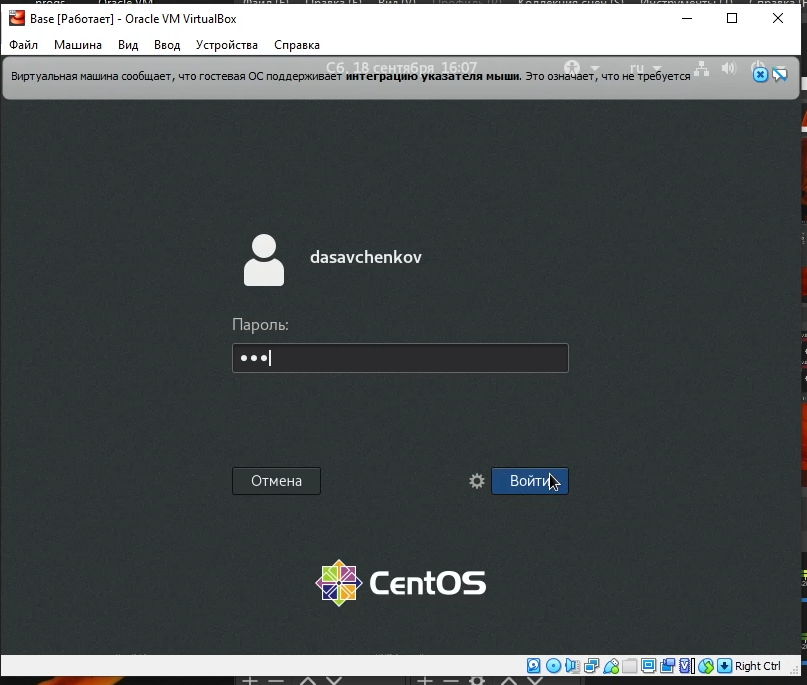 Base [Работает] - Oracle VM VirtualBox
Файл Машина Вид Ввод Устройства Справка
Сб, 18 сентября 16:07 ru
Виртуальная машина сообщает, что гостевая ОС поддерживает интеграцию указателя мыши. Это означает, что не требуется
dasavchenkov
Пароль:
Отмена Войти
CentOS
Right Ctrl